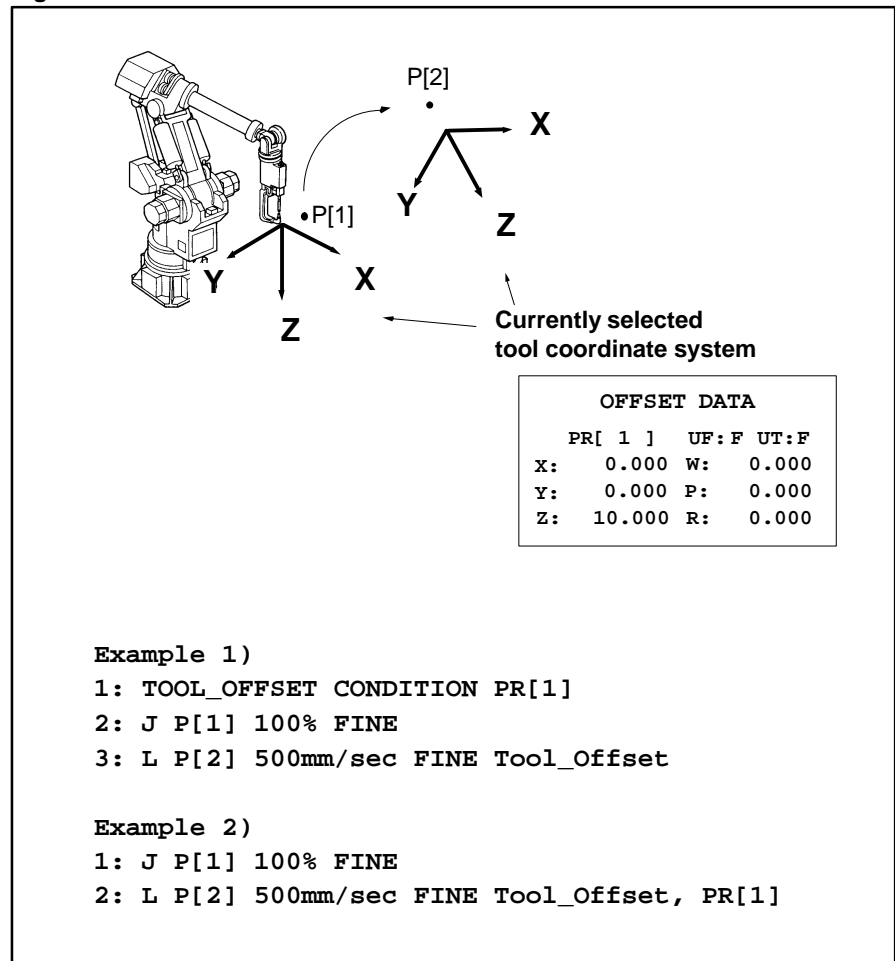 P[2]
X
Y
Z
P[1]
Y
X
Z
Currently selected
tool coordinate system
OFFSET DATA
PR[ 1 ] UF:F UT:F
X: 0.000 W: 0.000
Y: 0.000 P: 0.000
Z: 10.000 R: 0.000
Example 1)
1: TOOL_OFFSET CONDITION PR[1]
2: J P[1] 100% FINE
3: L P[2] 500mm/sec FINE Tool_Offset
Example 2)
1: J P[1] 100% FINE
2: L P[2] 500mm/sec FINE Tool_Offset, PR[1]